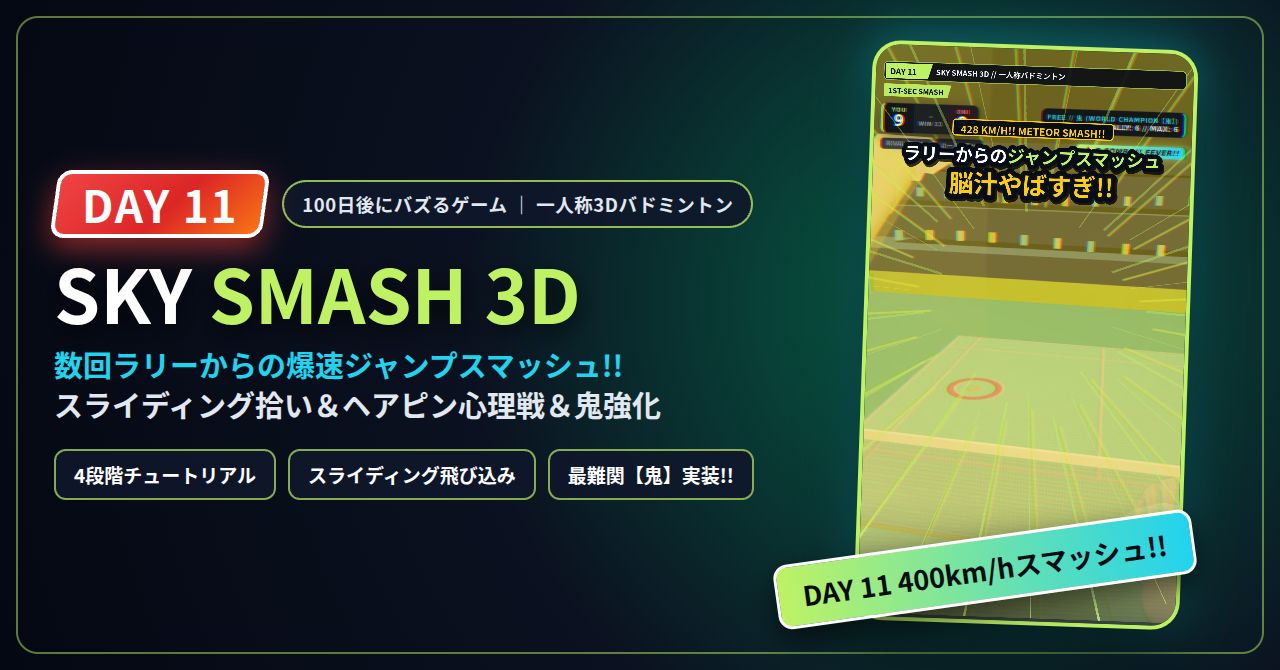 DAY 11
100日後にバズるゲーム｜一人称3Dバドミントン
SKY SMASH 3D
数回ラリーからの爆速ジャンプスマッシュ!!
スライディング拾い＆ヘアピン心理戦＆鬼強化
4段階チュートリアル
スライディング飛び込み
最難関【鬼】実装!!
DAY 11
SKY SMASH 3D // 一人称バドミントン
1ST-SEC SMASH
YOU
9
428 KM/H!! METEOR SMASH!!
ラリーからのジャンプスマッシュ
脳汁やばすぎ!!
FEVER!!
DAY 11 400km/hスマッシュ!!